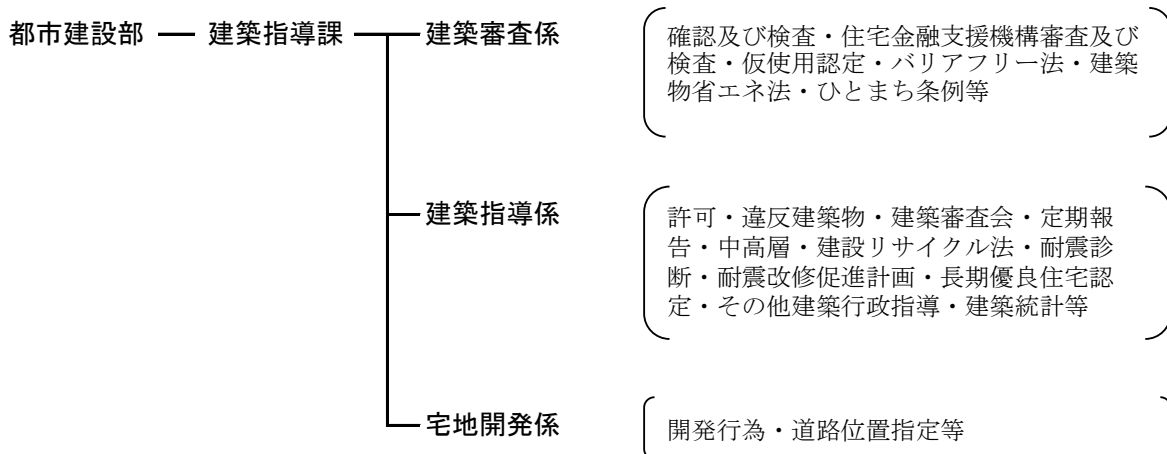 都市建設部 建築指導課 建築審査係
確認及び検査・住宅金融支援機構審査及び
検査・仮使用認定・バリアフリー法・建築
物省エネ法・ひとまち条例等
建築指導係
許可・違反建築物・建築審査会・定期報
告・中高層・建設リサイクル法・耐震診
断・耐震改修促進計画・長期優良住宅認
定・その他建築行政指導・建築統計等
宅地開発係
開発行為・道路位置指定等